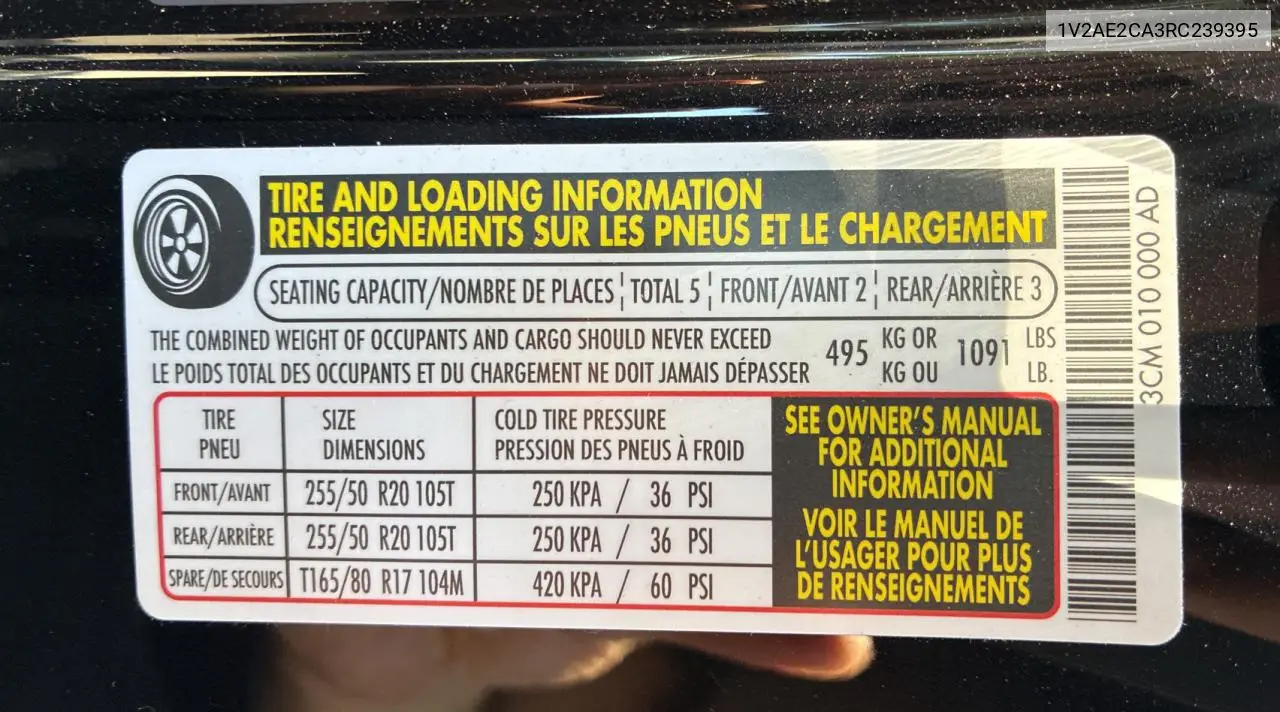 1V2AE2CA3RC239395
TIRE AND LOADING INFORMATION
RENSEIGNEMENTS SUR LES PNEUS ET LE CHARGEMENT
SEATING CAPACITY/NOMBRE DE PLACES TOTAL 5 FRONT/AVANT 2 REAR/ARRIÈRE 3
THE COMBINED WEIGHT OF OCCUPANTS AND CARGO SHOULD NEVER EXCEED
LE POIDS TOTAL DES OCCUPANTS ET DU CHARGEMENT NE DOIT JAMAIS DÉPASSER
495 KG OR 1091 LBS
KG OU LB.
TIRE SIZE COLD TIRE PRESSURE
PNEU DIMENSIONS PRESSION DES PNEUS À FROID
FRONT/AVANT 255/50 R20 105T 250 KPA / 36 PSI
REAR/ARRIÈRE 255/50 R20 105T 250 KPA / 36 PSI
SPARE/DE SECOURS T165/80 R17 104M 420 KPA / 60 PSI
SEE OWNER'S MANUAL
FOR ADDITIONAL
INFORMATION
VOIR LE MANUEL DE
L'USAGER POUR PLUS
DE RENSEIGNEMENTS
3CM 010 000 AD